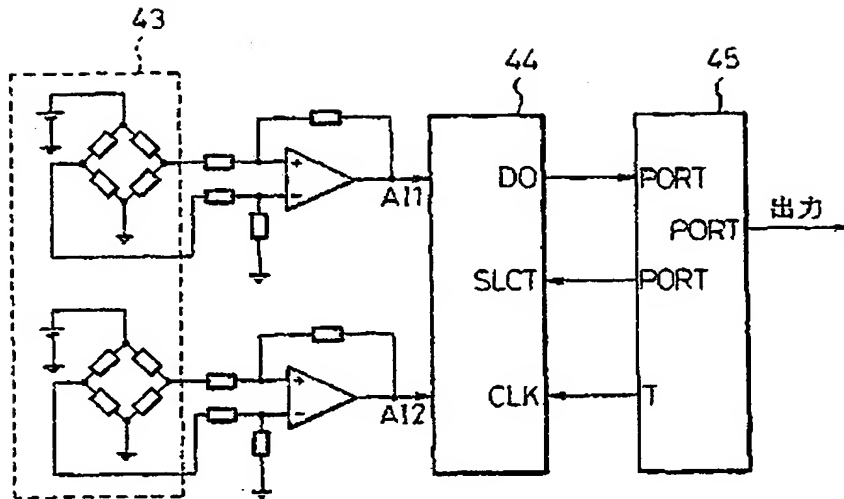 43
44
45
+
−
AI1
DO
PORT
PORT
出力
SLCT
PORT
+
−
AI2
CLK
T